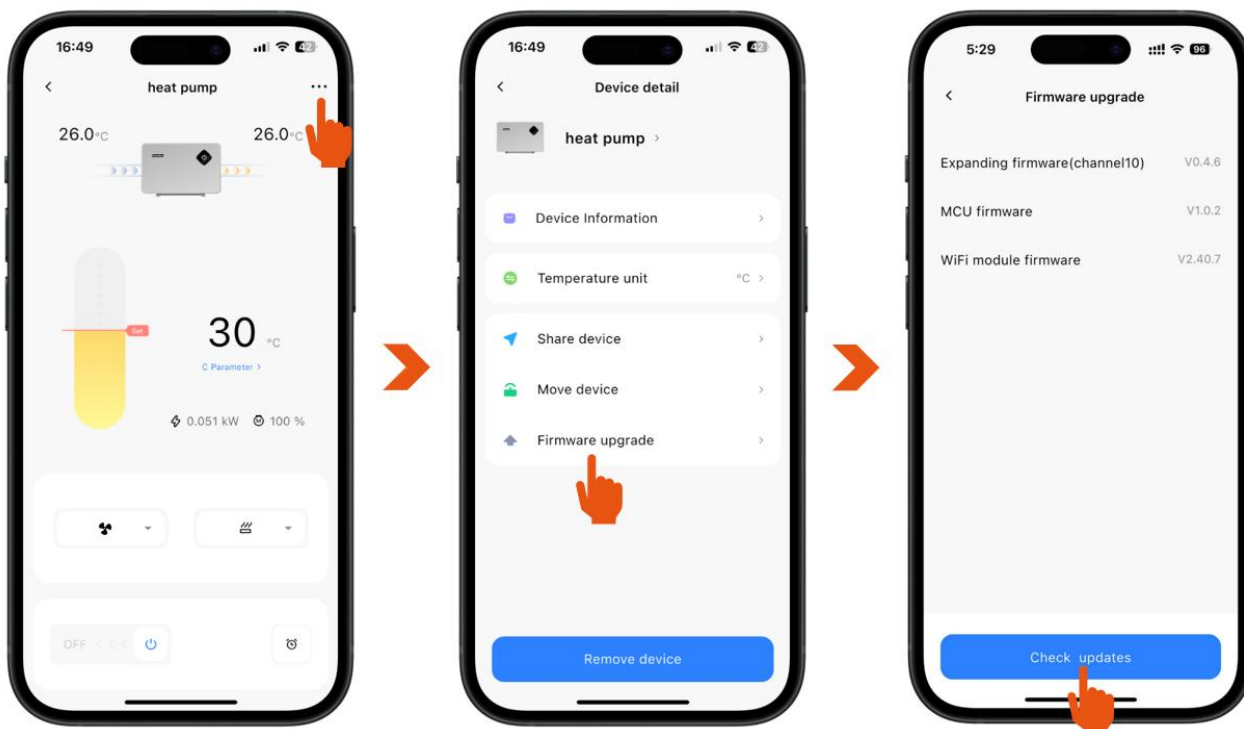 16:49
42
heat pump
26.0°C
26.0°C
Set
30 °C
C Parameter >
0.051 kW
100 %
OFF
16:49
42
Device detail
heat pump >
Device Information
Temperature unit °C
Share device
Move device
Firmware upgrade
Remove device
5:29
96
Firmware upgrade
Expanding firmware(channel10) V0.4.6
MCU firmware V1.0.2
WiFi module firmware V2.40.7
Check updates